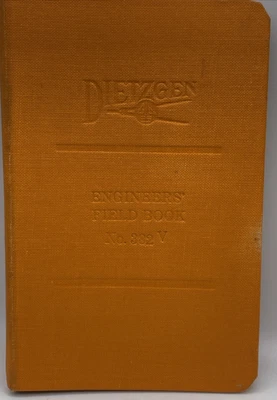 DIETZGEN
ENGINEERS'
FIELD BOOK
No. 382 V